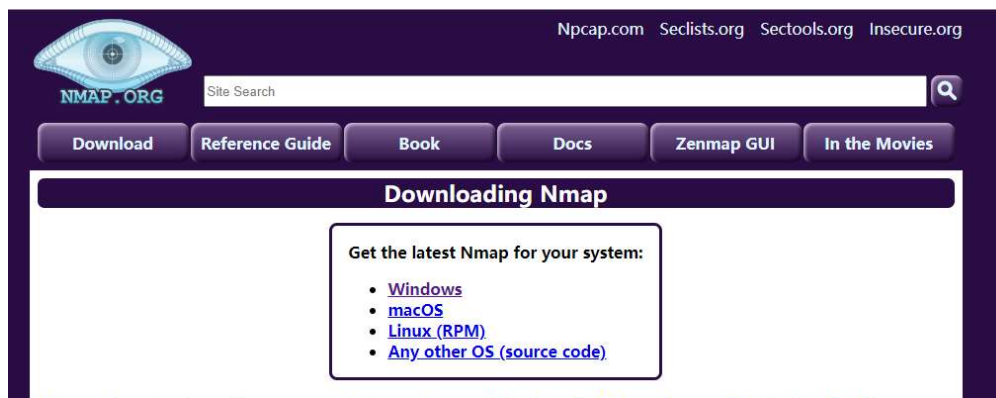 Npcap.com Seclists.org Sectools.org Insecure.org
NMAP.ORG
Site Search
Download Reference Guide Book Docs Zenmap GUI In the Movies
Downloading Nmap
Get the latest Nmap for your system:
• Windows
• macOS
• Linux (RPM)
• Any other OS (source code)